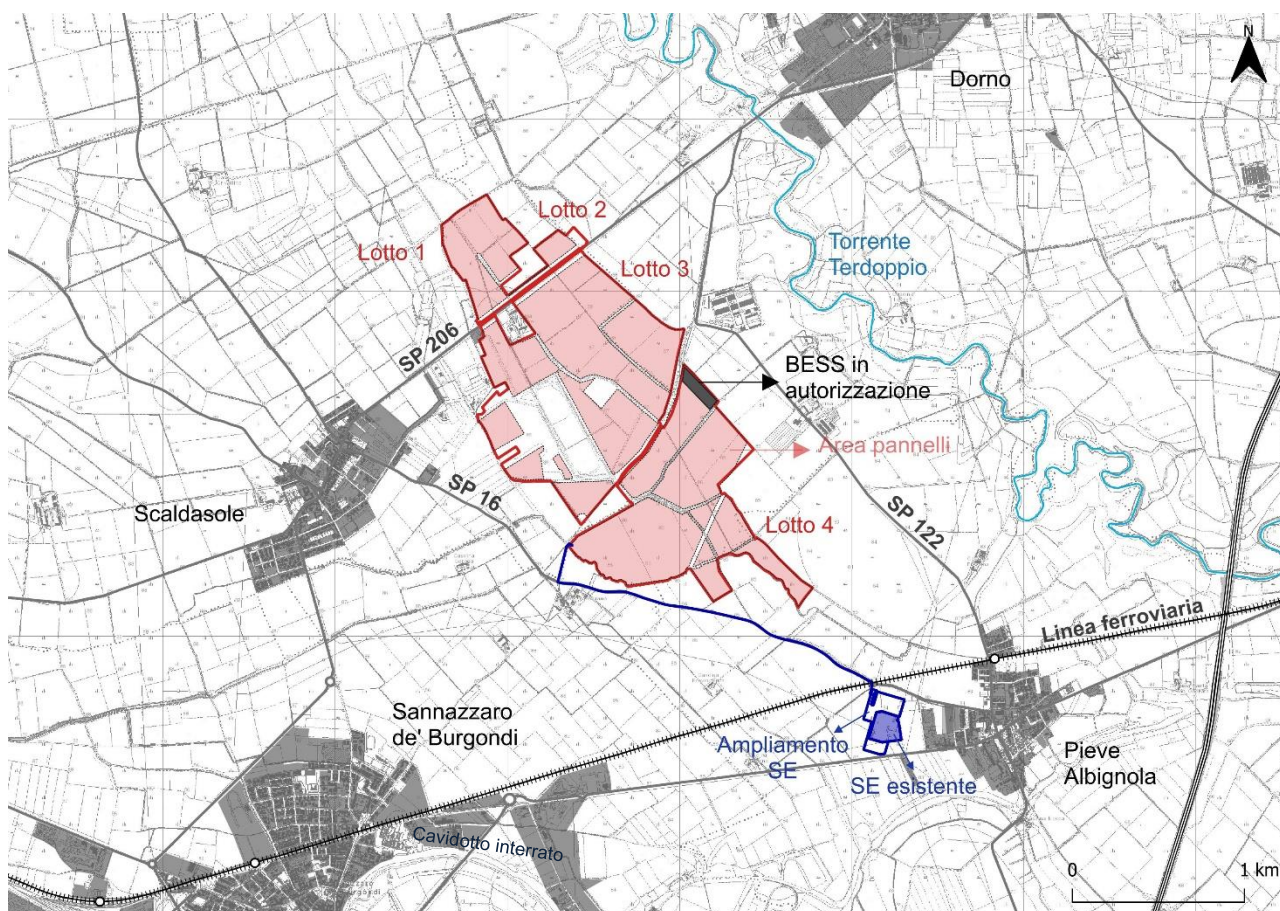 N
Dorno
Lotto 2
Lotto 1
Lotto 3
Torrente
Terdoppio
SP 206
BESS in
autorizzazione
Area pannelli
SP 16
Scaldasole
Lotto 4
SP 122
Linea ferroviaria
Sannazzaro
de' Burgondi
Ampliamento
SE
Pieve
Albignola
SE esistente
Cavidotto interrato
0
1 km